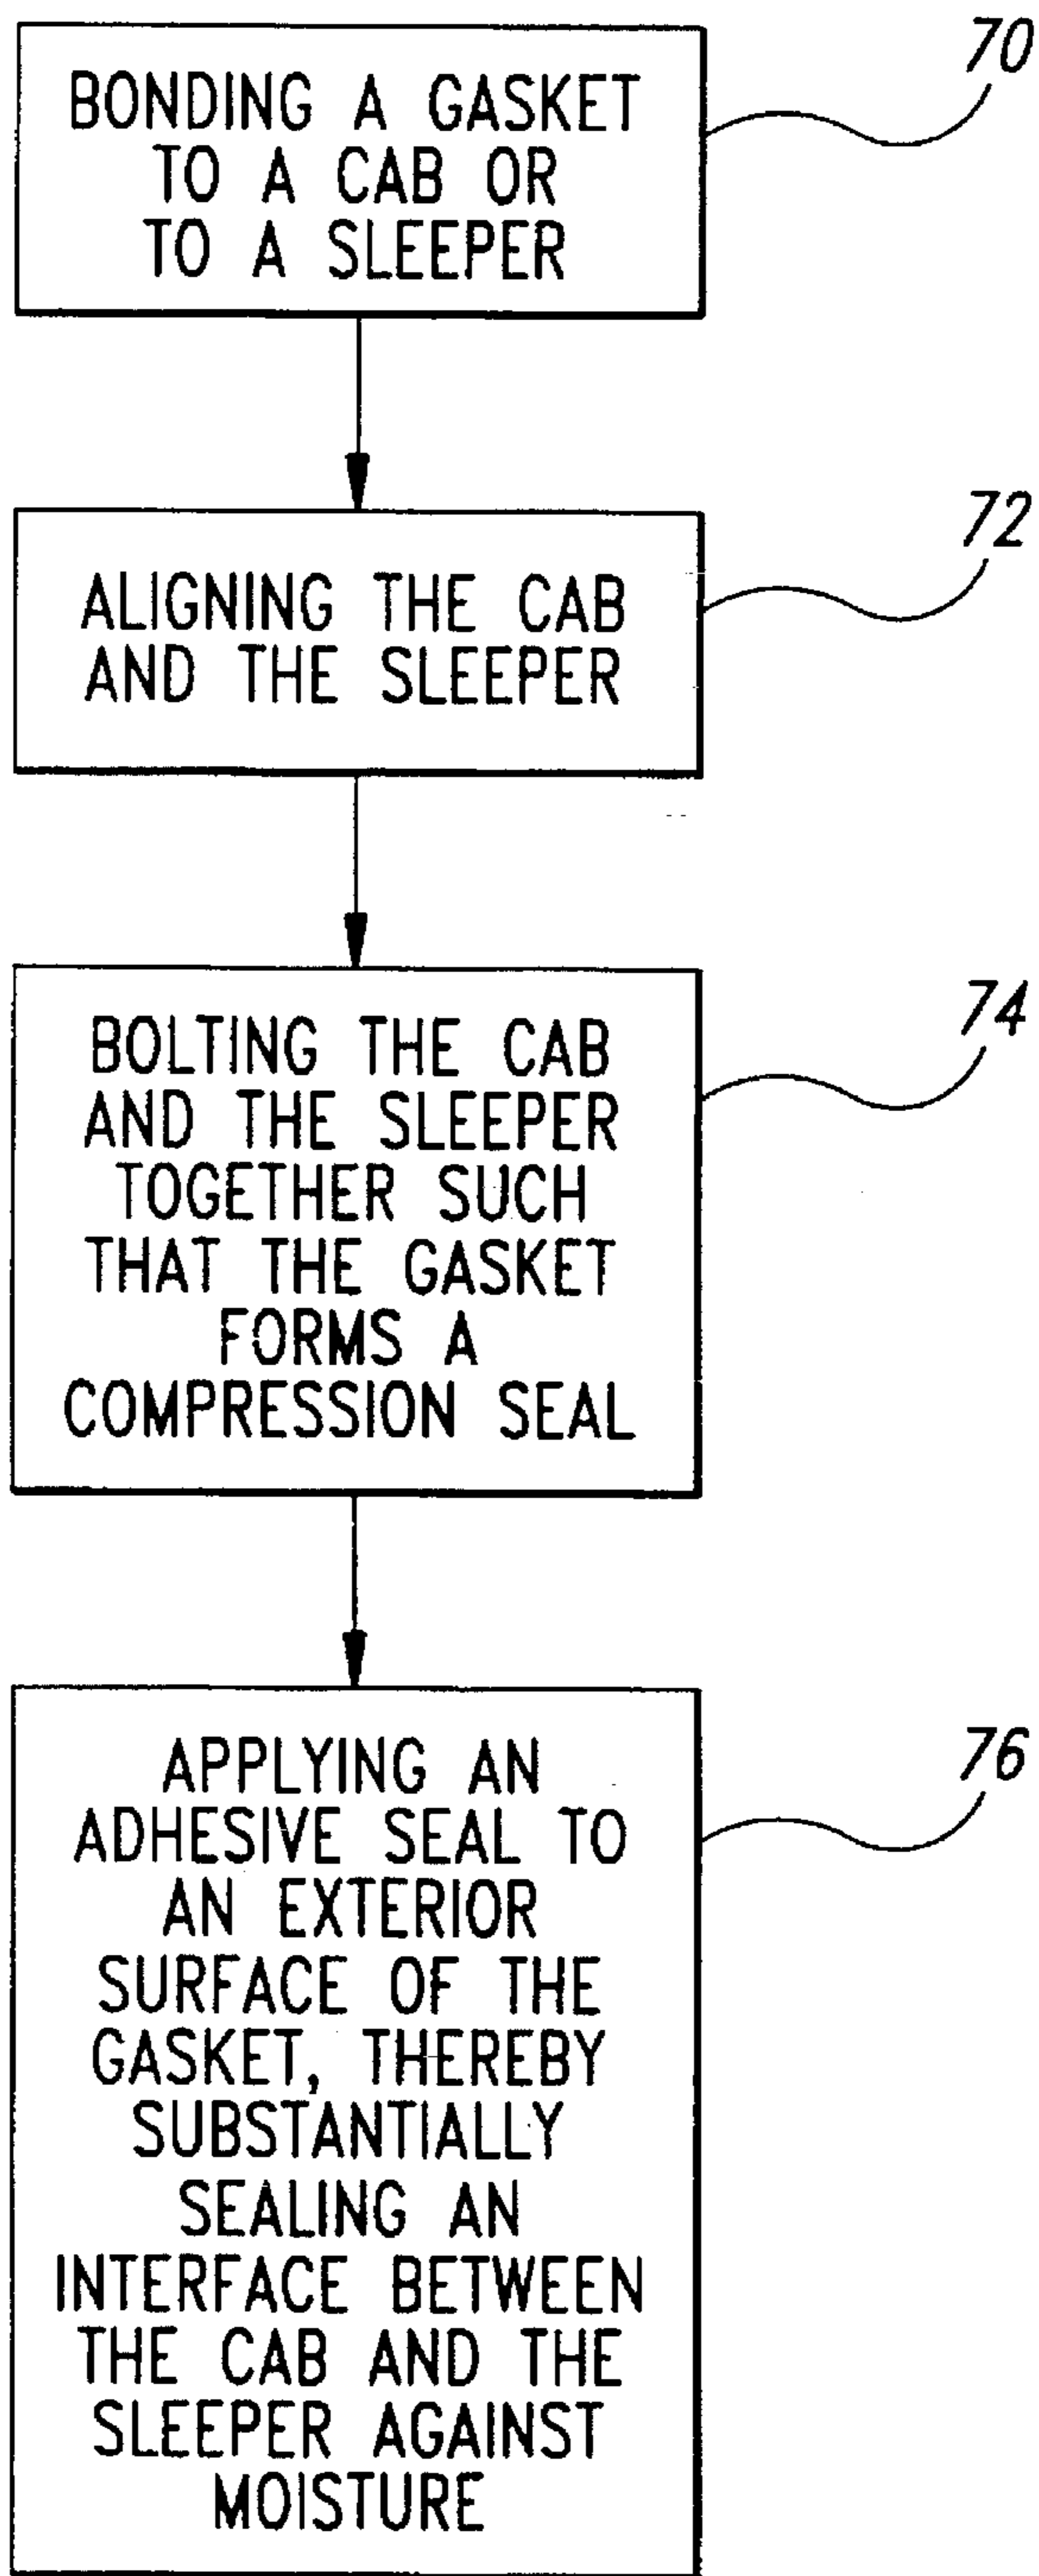 70
BONDING A GASKET
TO A CAB OR
TO A SLEEPER
72
ALIGNING THE CAB
AND THE SLEEPER
74
BOLTING THE CAB
AND THE SLEEPER
TOGETHER SUCH
THAT THE GASKET
FORMS A
COMPRESSION SEAL
76
APPLYING AN
ADHESIVE SEAL TO
AN EXTERIOR
SURFACE OF THE
GASKET, THEREBY
SUBSTANTIALLY
SEALING AN
INTERFACE BETWEEN
THE CAB AND THE
SLEEPER AGAINST
MOISTURE